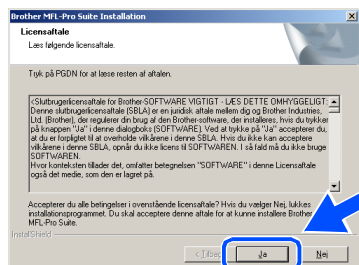 Brother MFL-Pro Suite Installation
Licensaftale
Læs følgende licensaftale.
Tryk på PGDN for at læse resten af aftalen.
<Slutbrugerlicensaftale for Brother-SOFTWARE VIGTIGT - LÆS DETTE OMHYGGELIGT:
Denne slutbrugerlicensaftale (SBLA) er en juridisk aftale mellem dig og Brother Industries,
Ltd. (Brother), der regulerer din brug af den Brother-software, der installeres, hvis du trykker
på knappen "Ja" i denne dialogboks (SOFTWARE). Ved at trykke på "Ja" accepterer du,
at du er forpligtet til at overholde vilkårene i denne SBLA. Hvis du ikke kan acceptere
vilkårene i denne SBLA, opnår du ikke licens til SOFTWAREN. I så fald må du ikke bruge
SOFTWAREN.
Hvor konteksten tillader det, omfatter betegnelsen "SOFTWARE" i denne Licensaftale
også det medie, som den er lagret på.
Accepterer du alle betingelser i ovenstående licensaftale? Hvis du vælger Nej, lukkes
installationsprogrammet. Du skal acceptere denne aftale for at kunne installere Brother
MFL-Pro Suite.
InstallShield
< Tilbage Ja Nej